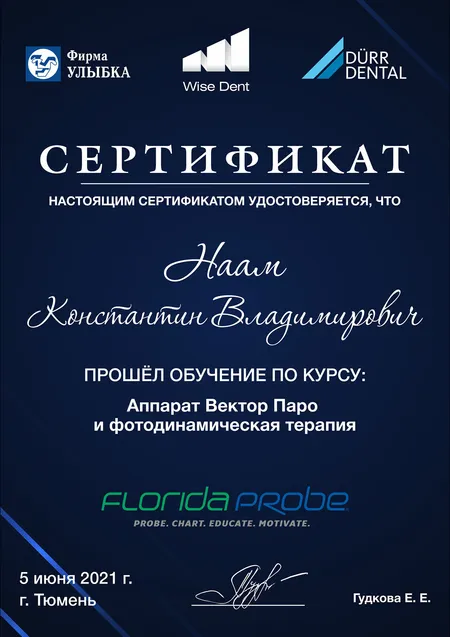 Фирма
УЛЫБКА
Wise Dent
DÜRR
DENTAL
СЕРТИФИКАТ
НАСТОЯЩИМ СЕРТИФИКАТОМ УДОСТОВЕРЯЕТСЯ, ЧТО
Наам
Константин Владимирович
ПРОШЁЛ ОБУЧЕНИЕ ПО КУРСУ:
Аппарат Вектор Паро
и фотодинамическая терапия
FLORIDA PROBE
PROBE. CHART. EDUCATE. MOTIVATE.
5 июня 2021 г.
г. Тюмень
Гудкова Е. Е.